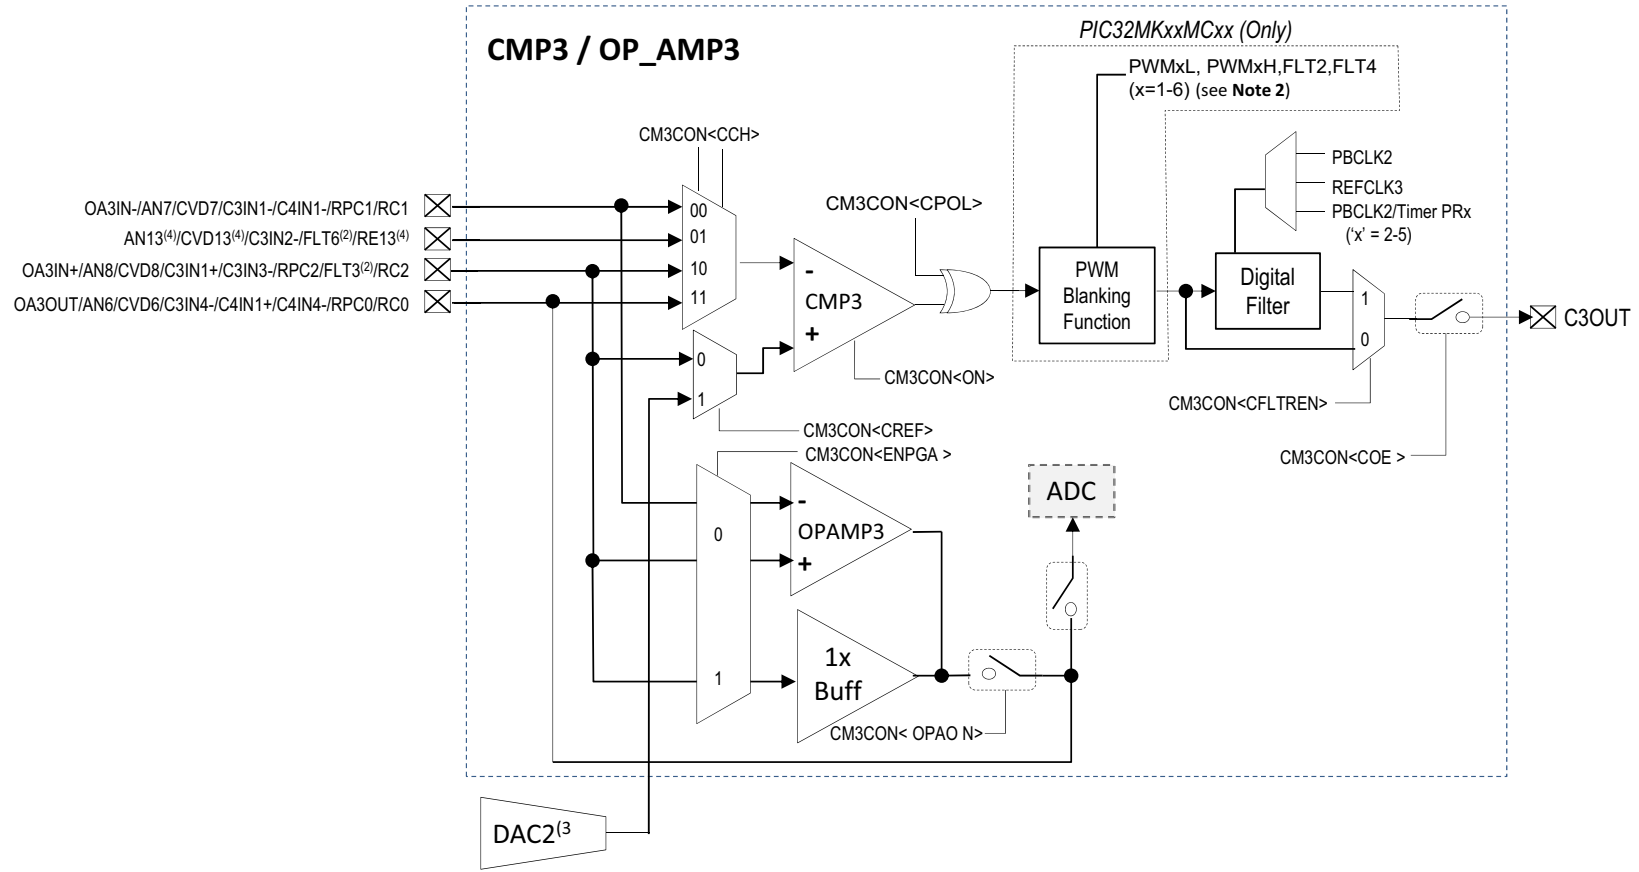 PIC32MKxxMCxx (Only)
CMP3 / OP_AMP3
PWMxL, PWMxH,FLT2,FLT4
(x=1-6) (see Note 2)
CM3CON<CCH>
PBCLK2
REFCLK3
PBCLK2/Timer PRx
('x' = 2-5)
OA3IN-/AN7/CVD7/C3IN1-/C4IN1-/RPC1/RC1
AN13(4)/CVD13(4)/C3IN2-/FLT6(2)/RE13(4)
OA3IN+/AN8/CVD8/C3IN1+/C3IN3-/RPC2/FLT3(2)/RC2
OA3OUT/AN6/CVD6/C3IN4-/C4IN1+/C4IN4-/RPC0/RC0
00
01
10
11
CM3CON<CPOL>
-
CMP3
+
PWM
Blanking
Function
Digital
Filter
1
0
C3OUT
0
1
CM3CON<ON>
CM3CON<CFLTREN>
CM3CON<CREF>
CM3CON<ENPGA >
CM3CON<COE >
ADC
0
1
-
OPAMP3
+
1x
Buff
CM3CON< OPAO N>
DAC2(3